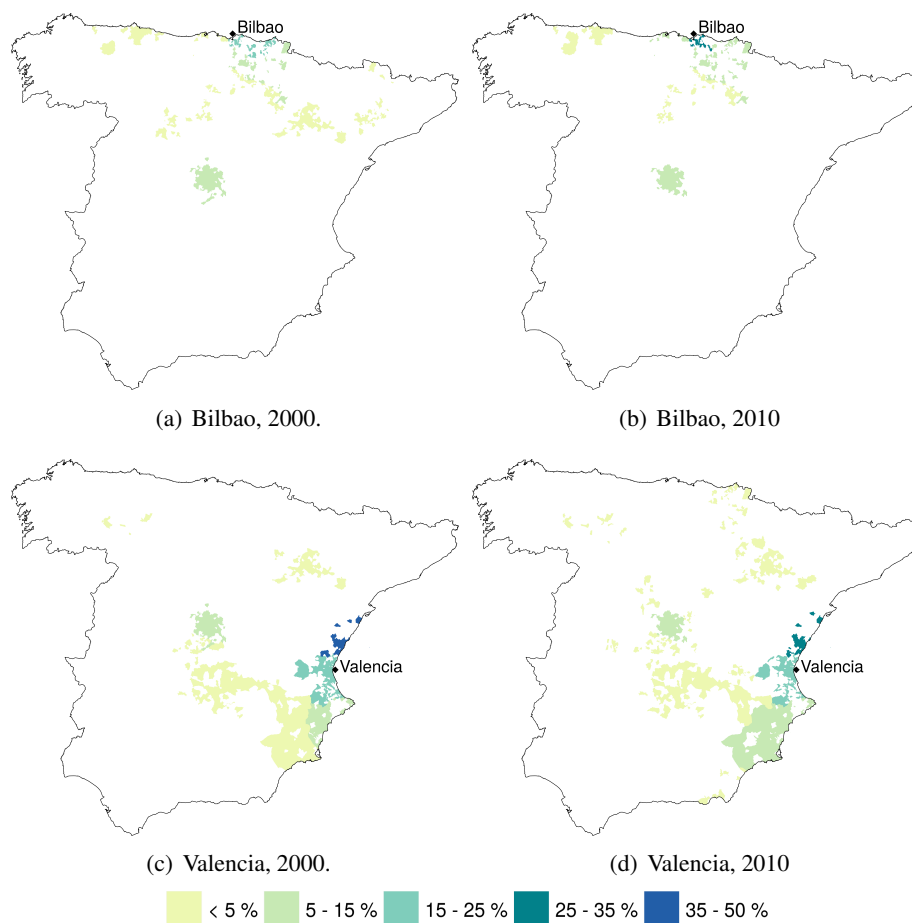 Bilbao
Bilbao
(a) Bilbao, 2000.
(b) Bilbao, 2010
Valencia
Valencia
(c) Valencia, 2000.
(d) Valencia, 2010
< 5 % 5 - 15 % 15 - 25 % 25 - 35 % 35 - 50 %